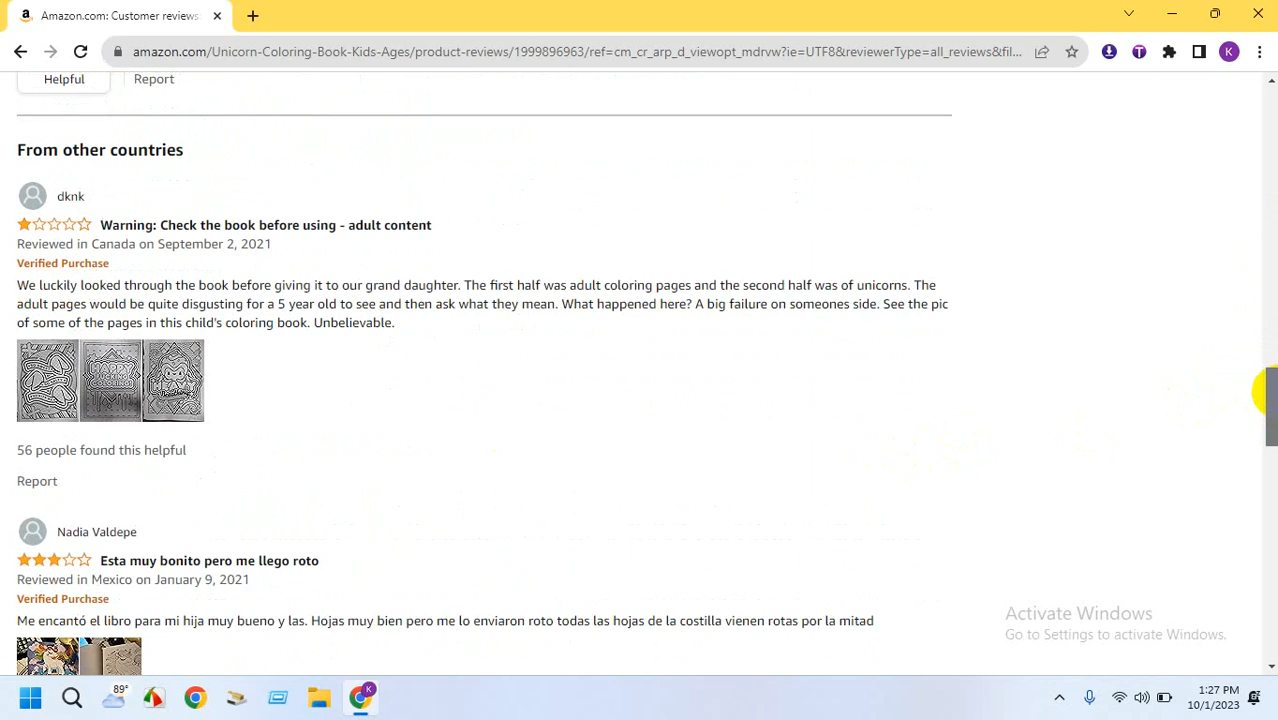 Amazon.com: Customer reviews
amazon.com/Unicorn-Coloring-Book-Kids-Ages/product-reviews/1999896963/ref=cm_cr_arp_d_viewopt_mdrvw?ie=UTF8&reviewerType=all_reviews&fil...
K
Helpful
Report
From other countries
dknk
Warning: Check the book before using - adult content
Reviewed in Canada on September 2, 2021
Verified Purchase
We luckily looked through the book before giving it to our grand daughter. The first half was adult coloring pages and the second half was of unicorns. The
adult pages would be quite disgusting for a 5 year old to see and then ask what they mean. What happened here? A big failure on someones side. See the pic
of some of the pages in this child's coloring book. Unbelievable.
HAPPY
COLORING!
56 people found this helpful
Report
Nadia Valdepe
Esta muy bonito pero me llego roto
Reviewed in Mexico on January 9, 2021
Verified Purchase
Me encantó el libro para mi hija muy bueno y las. Hojas muy bien pero me lo enviaron roto todas las hojas de la costilla vienen rotas por la mitad
Activate Windows
Go to Settings to activate Windows.
89°
K
1:27 PM
10/1/2023